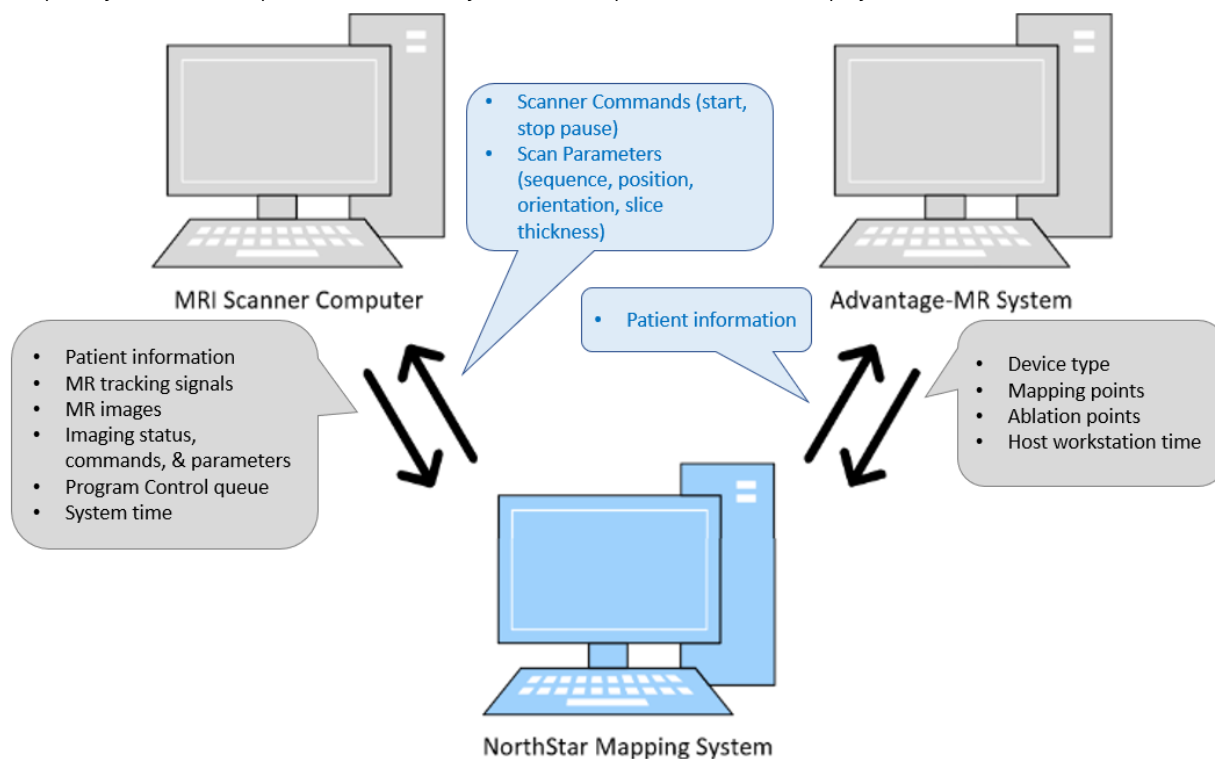 • Scanner Commands (start,
stop pause)
• Scan Parameters
(sequence, position,
orientation, slice
thickness)
MRI Scanner Computer
Advantage-MR System
• Patient information
• Patient information
• MR tracking signals
• MR images
• Imaging status,
commands, & parameters
• Program Control queue
• System time
• Device type
• Mapping points
• Ablation points
• Host workstation time
NorthStar Mapping System